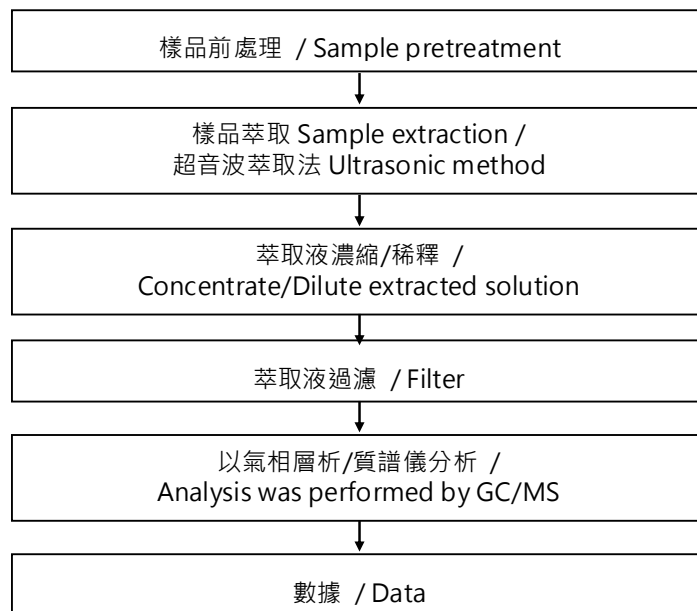 樣品前處理 / Sample pretreatment
樣品萃取 Sample extraction /
超音波萃取法 Ultrasonic method
萃取液濃縮/稀釋 /
Concentrate/Dilute extracted solution
萃取液過濾 / Filter
以氣相層析/質譜儀分析 /
Analysis was performed by GC/MS
數據 / Data